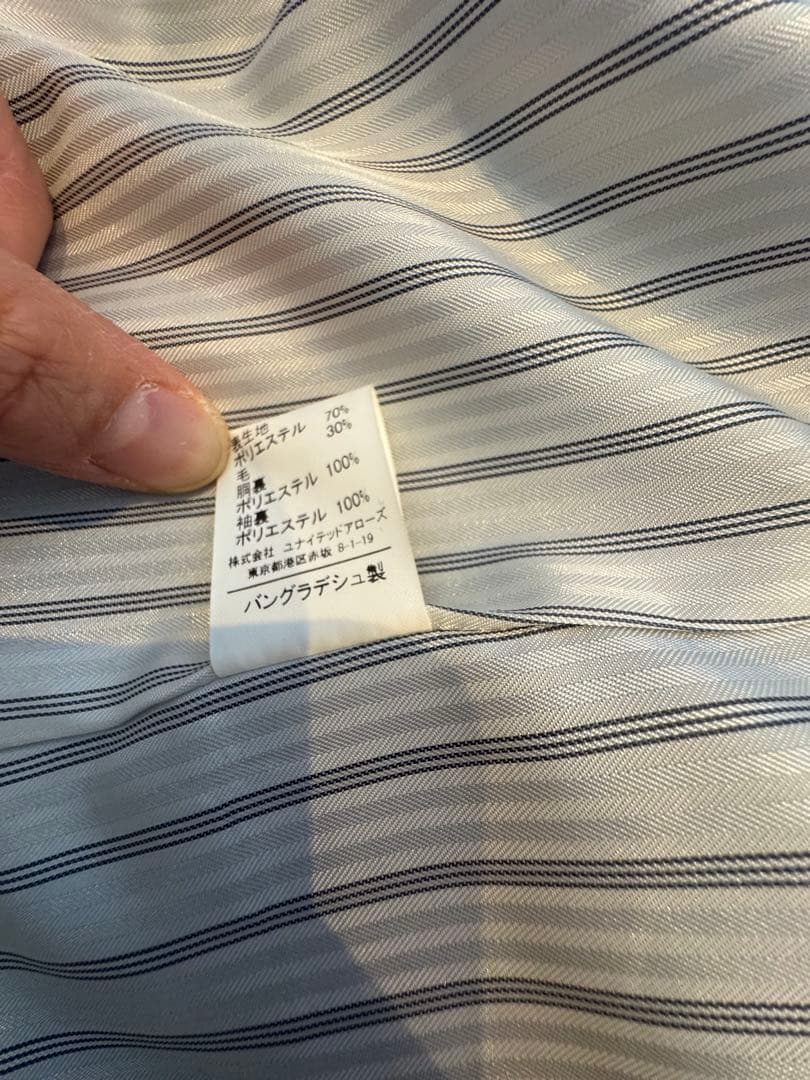 表生地
ポリエステル 70%
毛 30%
胴裏
ポリエステル 100%
袖裏
ポリエステル 100%
株式会社 ユナイテッドアローズ
東京都港区赤坂 8-1-19
バングラデシュ製